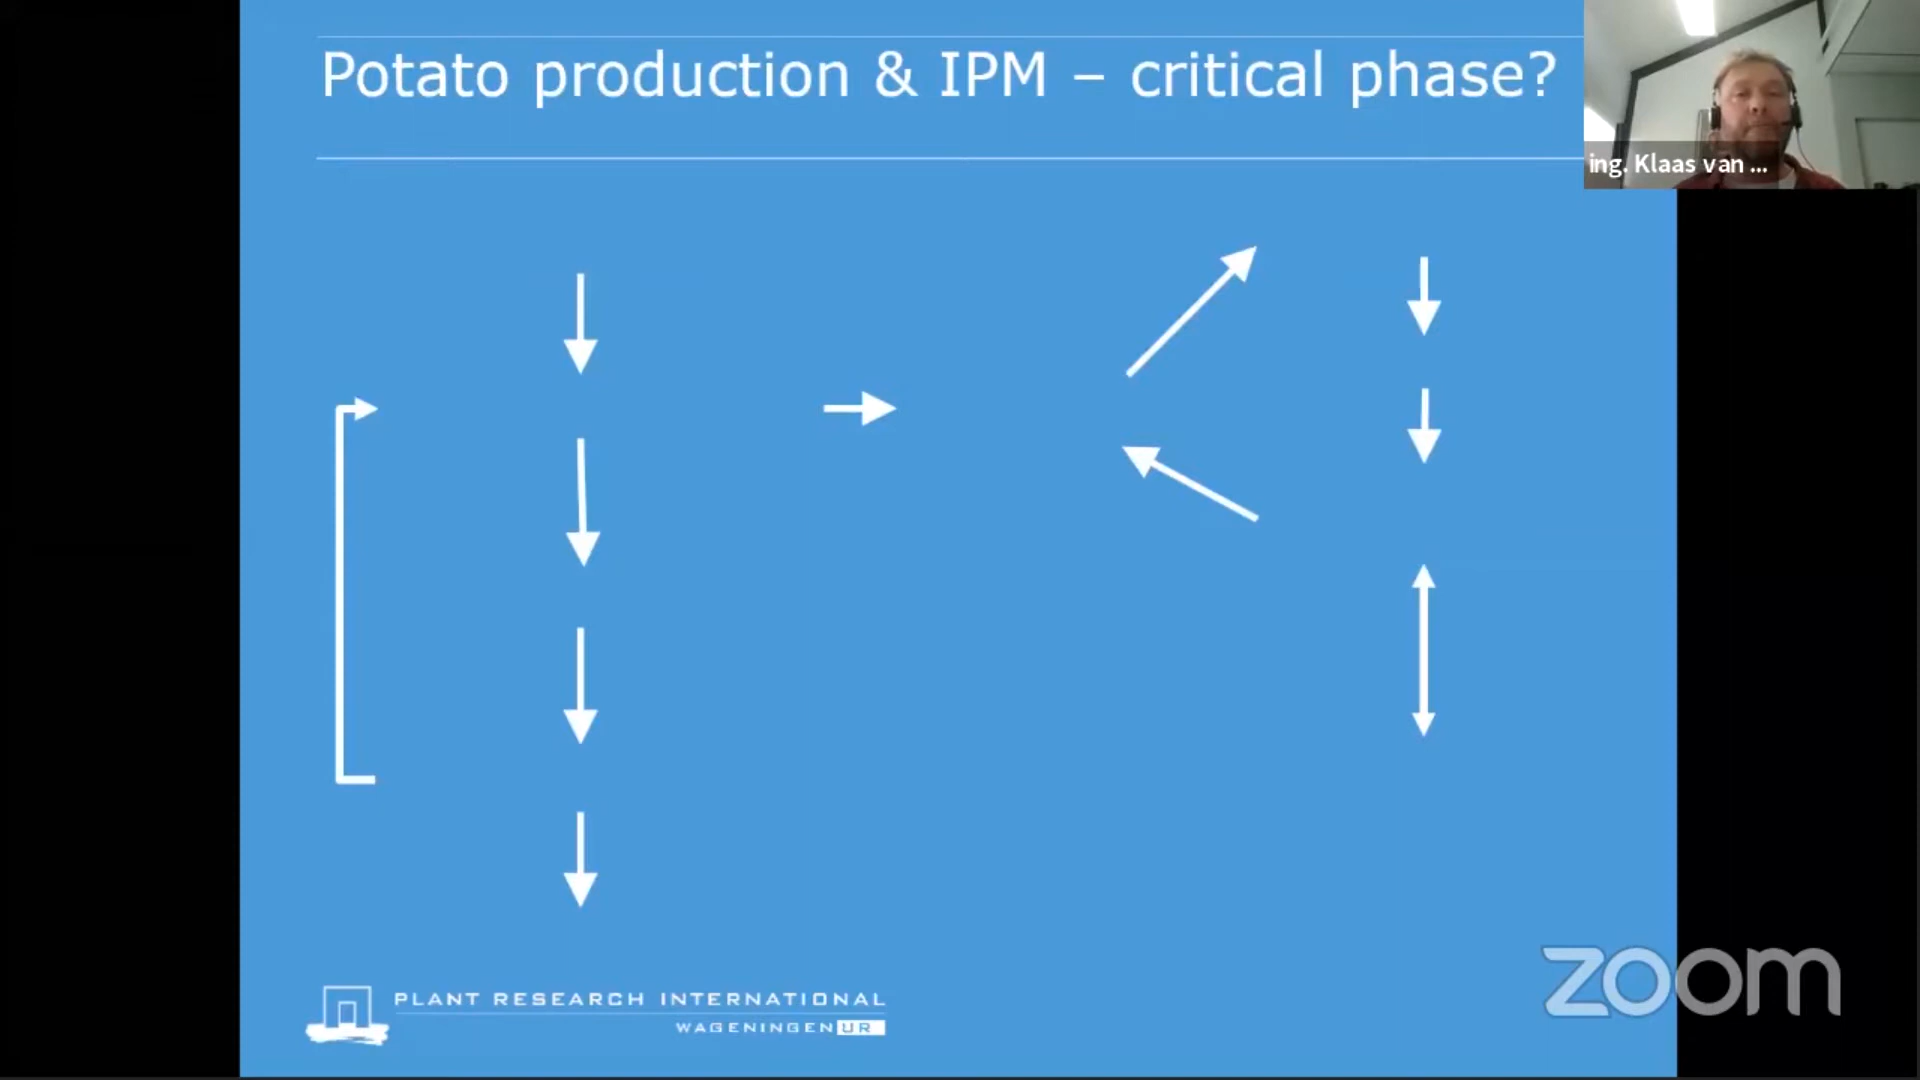 Potato production & IPM – critical phase?
ing. Klaas van ...
PLANT RESEARCH INTERNATIONAL
WAGENINGEN UR
zoom